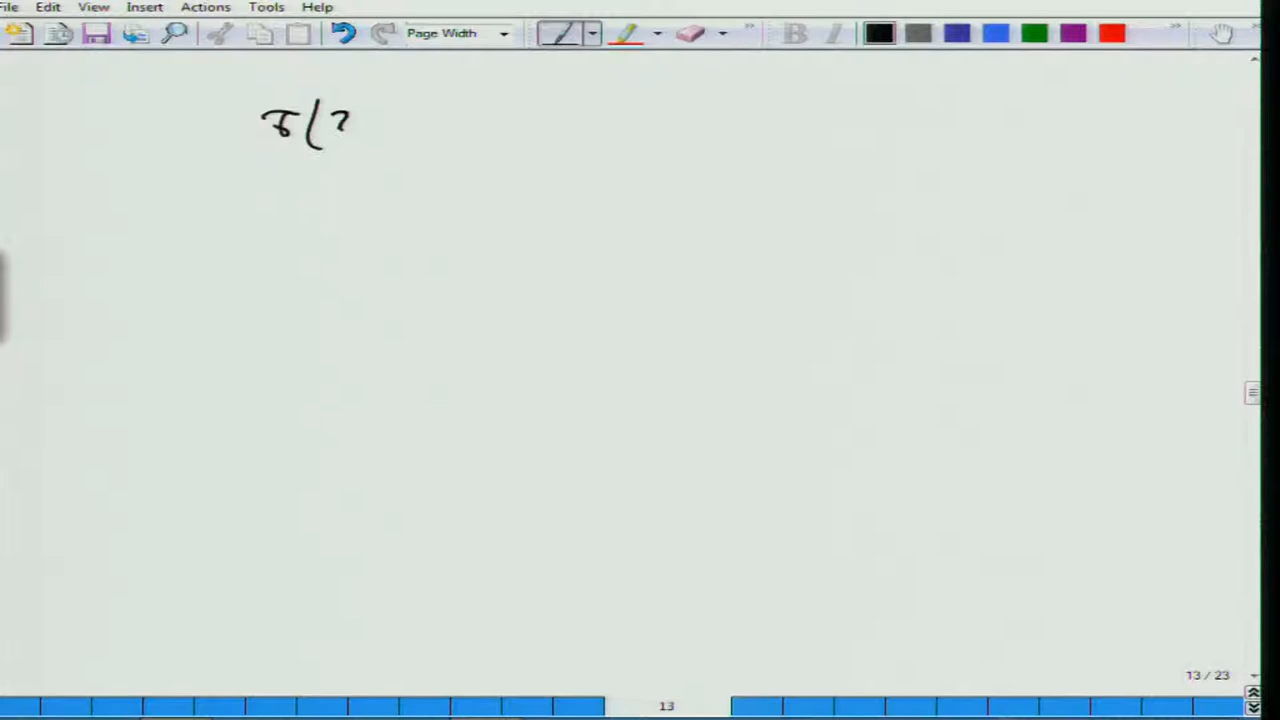 File Edit View Insert Actions Tools Help
Page Width
B I
13 / 23
13